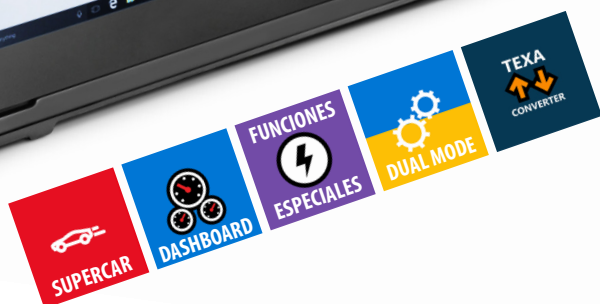 SUPERCAR
DASHBOARD
FUNCIONES
ESPECIALES
DUAL MODE
TEXA
CONVERTER